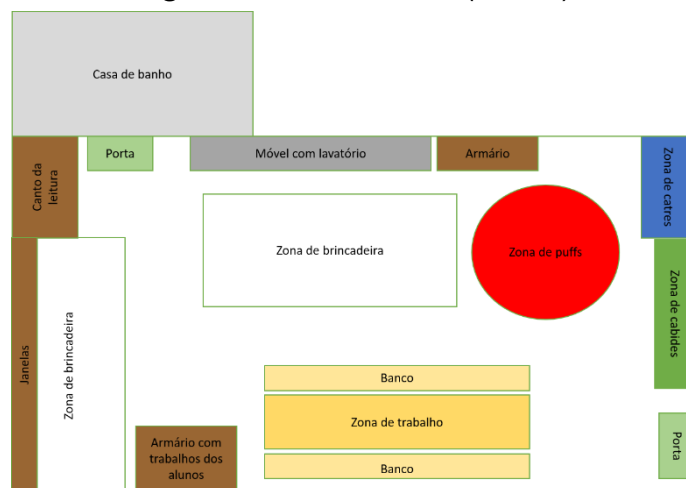 Casa de banho
Canto da
leitura
Porta
Móvel com lavatório
Armário
Zona de catres
Zona de brincadeira
Zona de puffs
Zona de cabides
Janelas
Zona de brincadeira
Banco
Zona de trabalho
Banco
Armário com
trabalhos dos
alunos
Porta